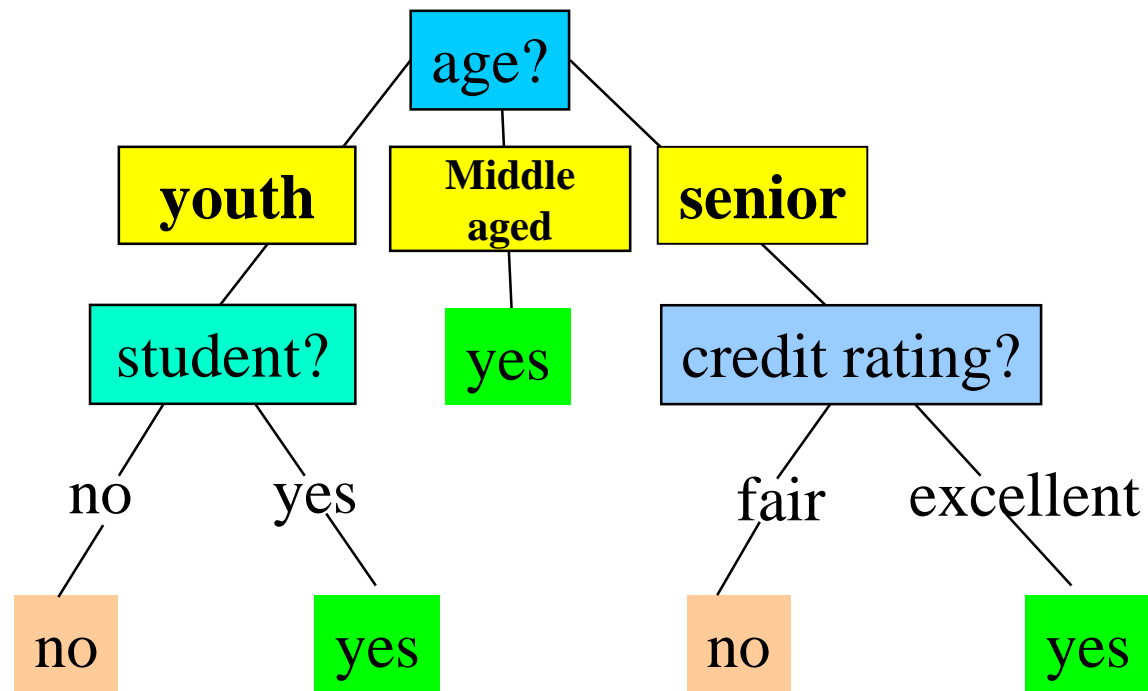 age?
youth
Middle
aged
senior
student?
yes
credit rating?
no
yes
fair
excellent
no
yes
no
yes